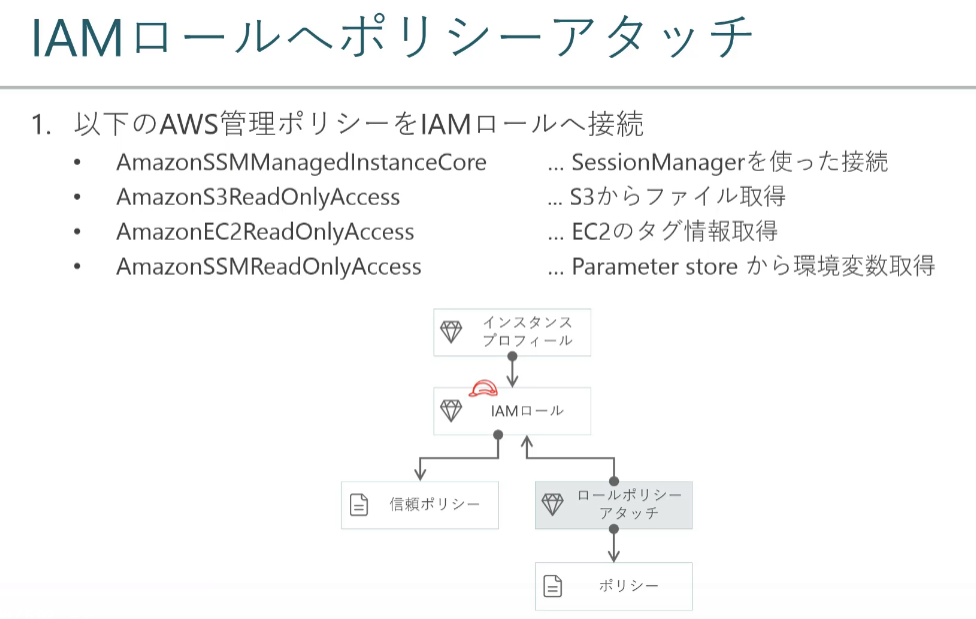 IAMロールへポリシーアタッチ
1. 以下のAWS管理ポリシーをIAMロールへ接続
• AmazonSSMManagedInstanceCore … SessionManagerを使った接続
• AmazonS3ReadOnlyAccess … S3からファイル取得
• AmazonEC2ReadOnlyAccess … EC2のタグ情報取得
• AmazonSSMReadOnlyAccess … Parameter store から環境変数取得
インスタンス
プロフィール
IAMロール
信頼ポリシー
ロールポリシー
アタッチ
ポリシー